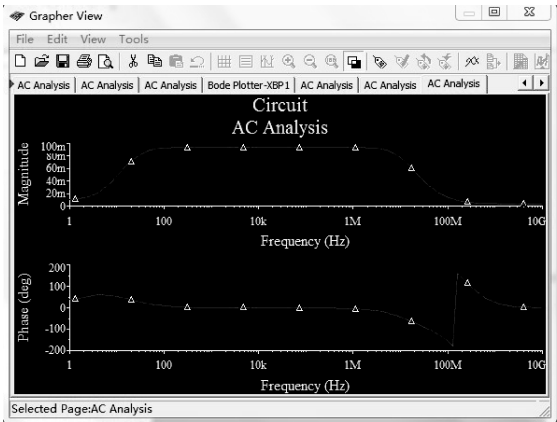 Grapher View
File Edit View Tools
AC Analysis AC Analysis AC Analysis Bode Plotter-XBP1 AC Analysis AC Analysis AC Analysis
Circuit
AC Analysis
Magnitude
100m
80m
60m
40m
20m
0
1 100 10k 1M 100M 10G
Frequency (Hz)
Phase (deg)
200
100
0
-100
-200
1 100 10k 1M 100M 10G
Frequency (Hz)
Selected Page:AC Analysis